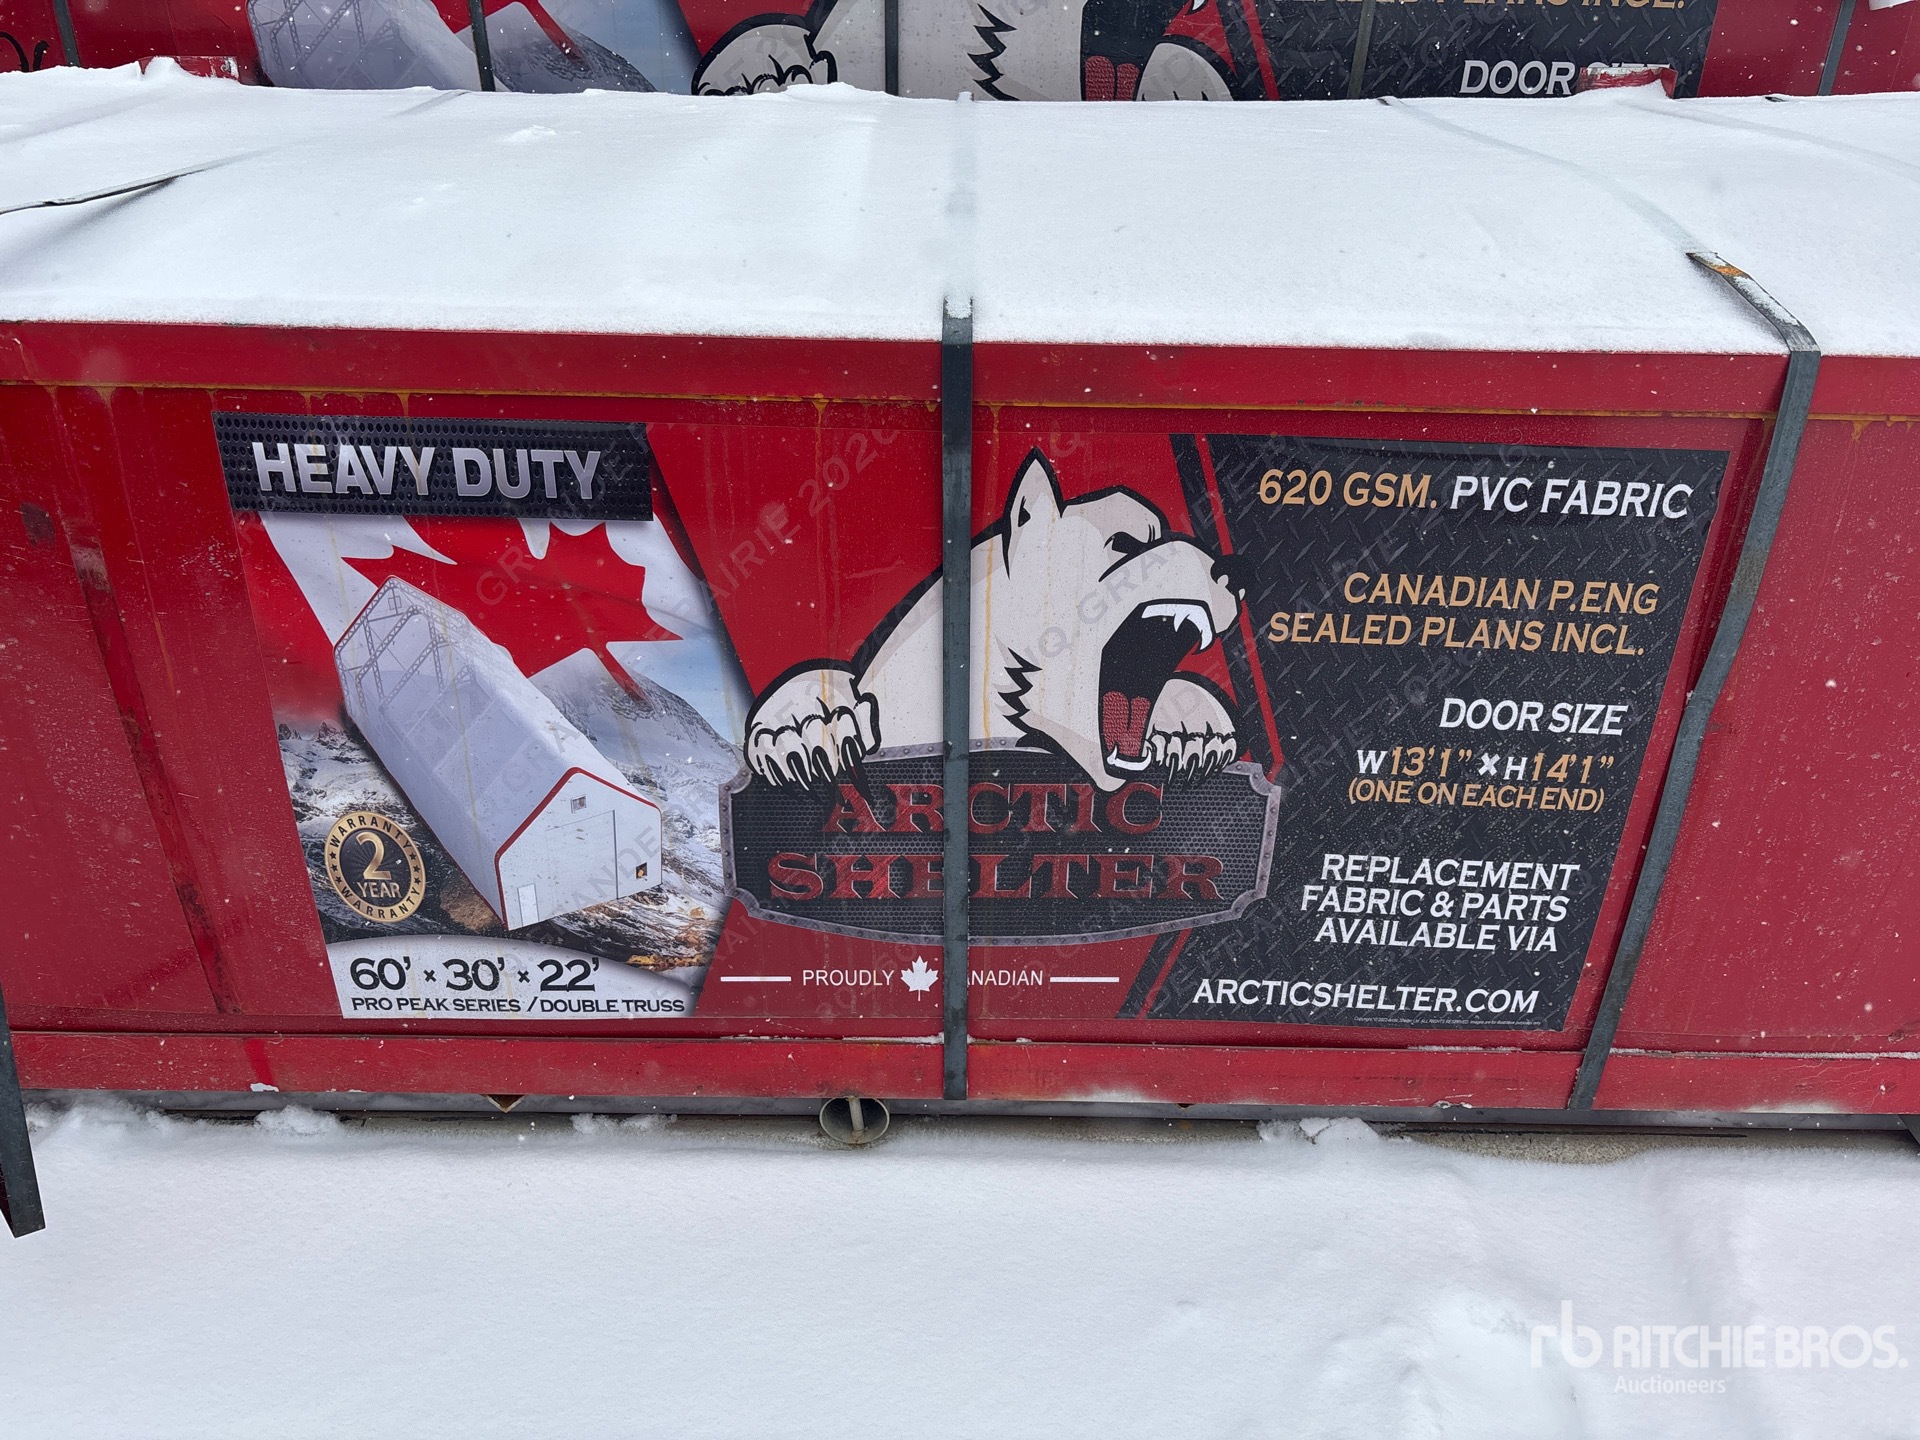 DOOR
HEAVY DUTY
WARRANTY
2
YEAR
WARRANTY
60' x 30' x 22'
PRO PEAK SERIES / DOUBLE TRUSS
ARCTIC
SHELTER
PROUDLY
620 GSM. PVC FABRIC
CANADIAN P.ENG
SEALED PLANS INCL.
DOOR SIZE
W13'1" x H14'1"
(ONE ON EACH END)
REPLACEMENT
FABRIC & PARTS
AVAILABLE VIA
ARCTICSHELTER.COM
rb RITCHIE BROS.
Auctioneers